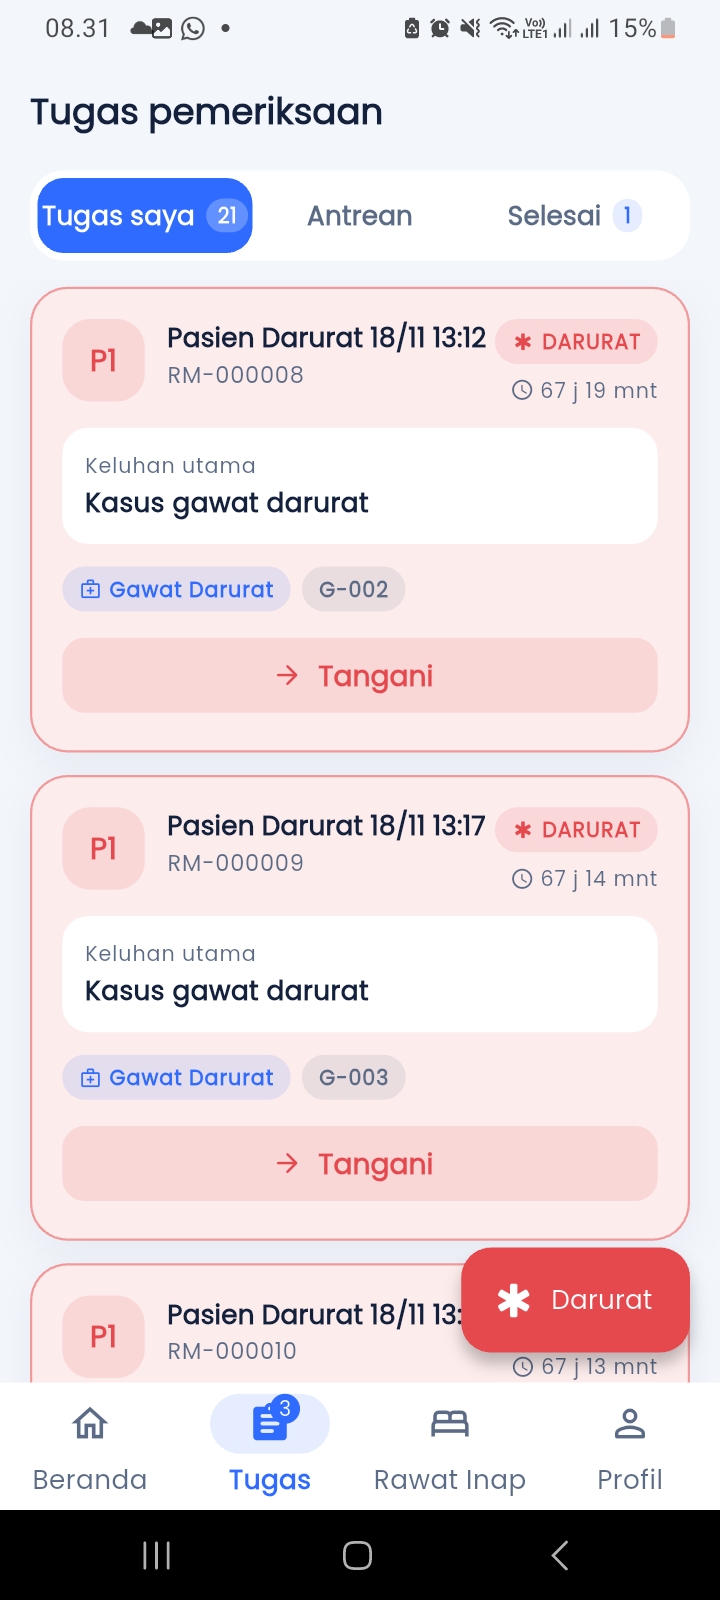 08.31
Vo)) LTE1 15%
Tugas pemeriksaan
Tugas saya 21 Antrean Selesai 1
P1 Pasien Darurat 18/11 13:12 DARURAT
RM-000008 67 j 19 mnt
Keluhan utama
Kasus gawat darurat
Gawat Darurat G-002
Tangani
P1 Pasien Darurat 18/11 13:17 DARURAT
RM-000009 67 j 14 mnt
Keluhan utama
Kasus gawat darurat
Gawat Darurat G-003
Tangani
P1 Pasien Darurat 18/11 13:
Darurat
RM-000010 67 j 13 mnt
3
Beranda Tugas Rawat Inap Profil